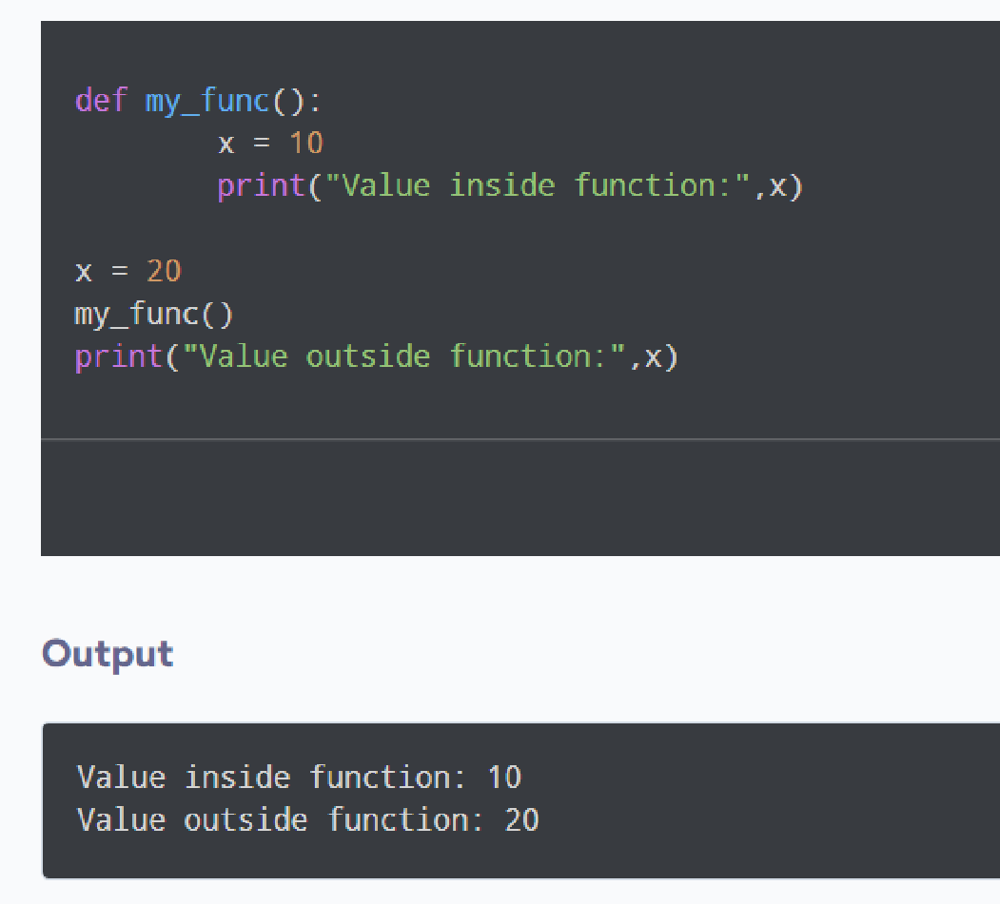 def my_func():
        x = 10
        print("Value inside function:",x)
x = 20
my_func()
print("Value outside function:",x)
Output
Value inside function: 10
Value outside function: 20